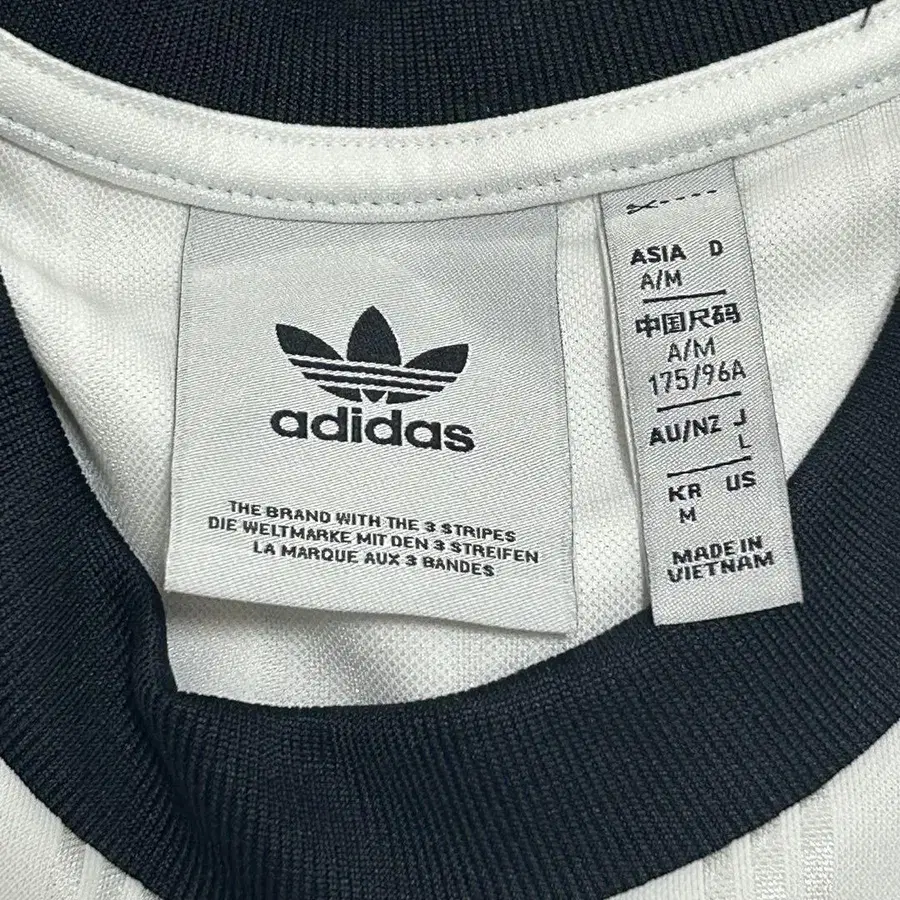 adidas
THE BRAND WITH THE 3 STRIPES
DIE WELTMARKE MIT DEN 3 STREIFEN
LA MARQUE AUX 3 BANDES
ASIA D
A/M
中国尺码
A/M
175/96A
AU/NZ J
L
KR US
M
MADE IN
VIETNAM